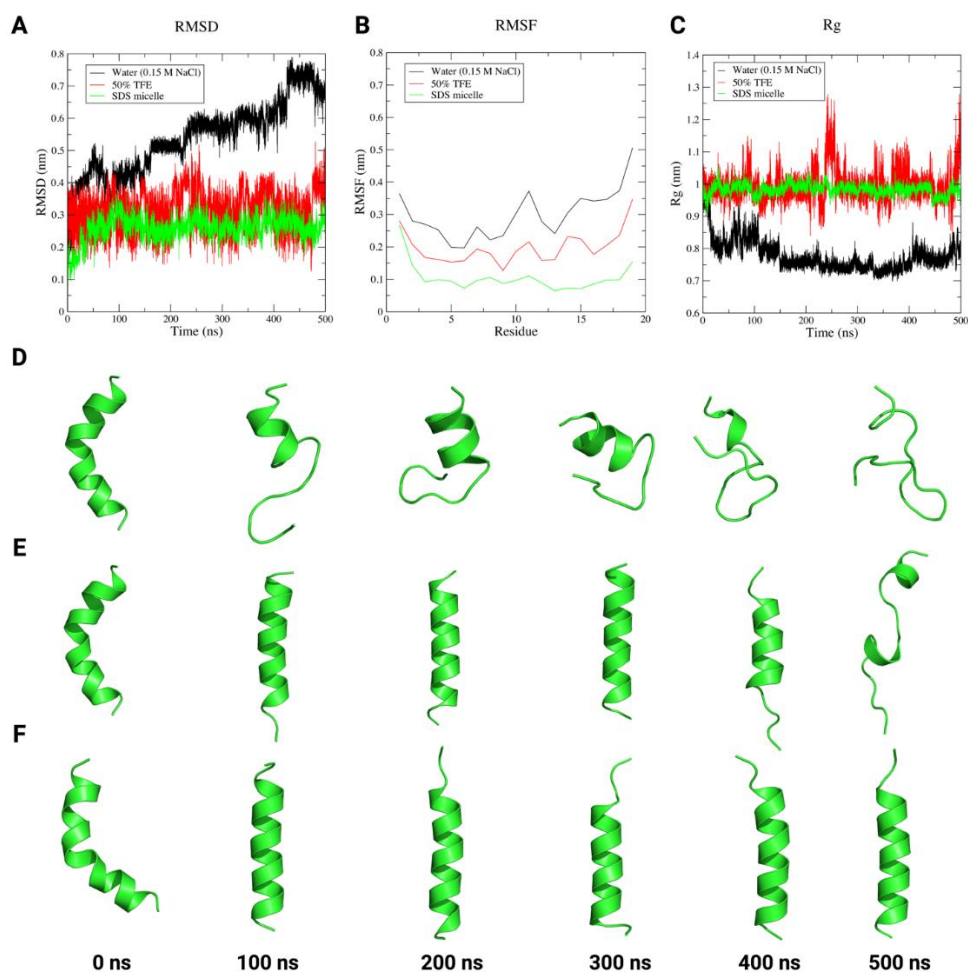 A
RMSD
Water (0.15 M NaCl)
50% TFE
SDS micelle
RMSD (nm)
0.8
0.7
0.6
0.5
0.4
0.3
0.2
0.1
0
0 100 200 300 400 500
Time (ns)
B
RMSF
Water (0.15 M NaCl)
50% TFE
SDS micelle
RMSF (nm)
0.8
0.7
0.6
0.5
0.4
0.3
0.2
0.1
0
0 5 10 15 20
Residue
C
Rg
Water (0.15 M NaCl)
50% TFE
SDS micelle
Rg (nm)
1.4
1.3
1.2
1.1
1
0.9
0.8
0.7
0.6
0 100 200 300 400 500
Time (ns)
D
E
F
0 ns 100 ns 200 ns 300 ns 400 ns 500 ns